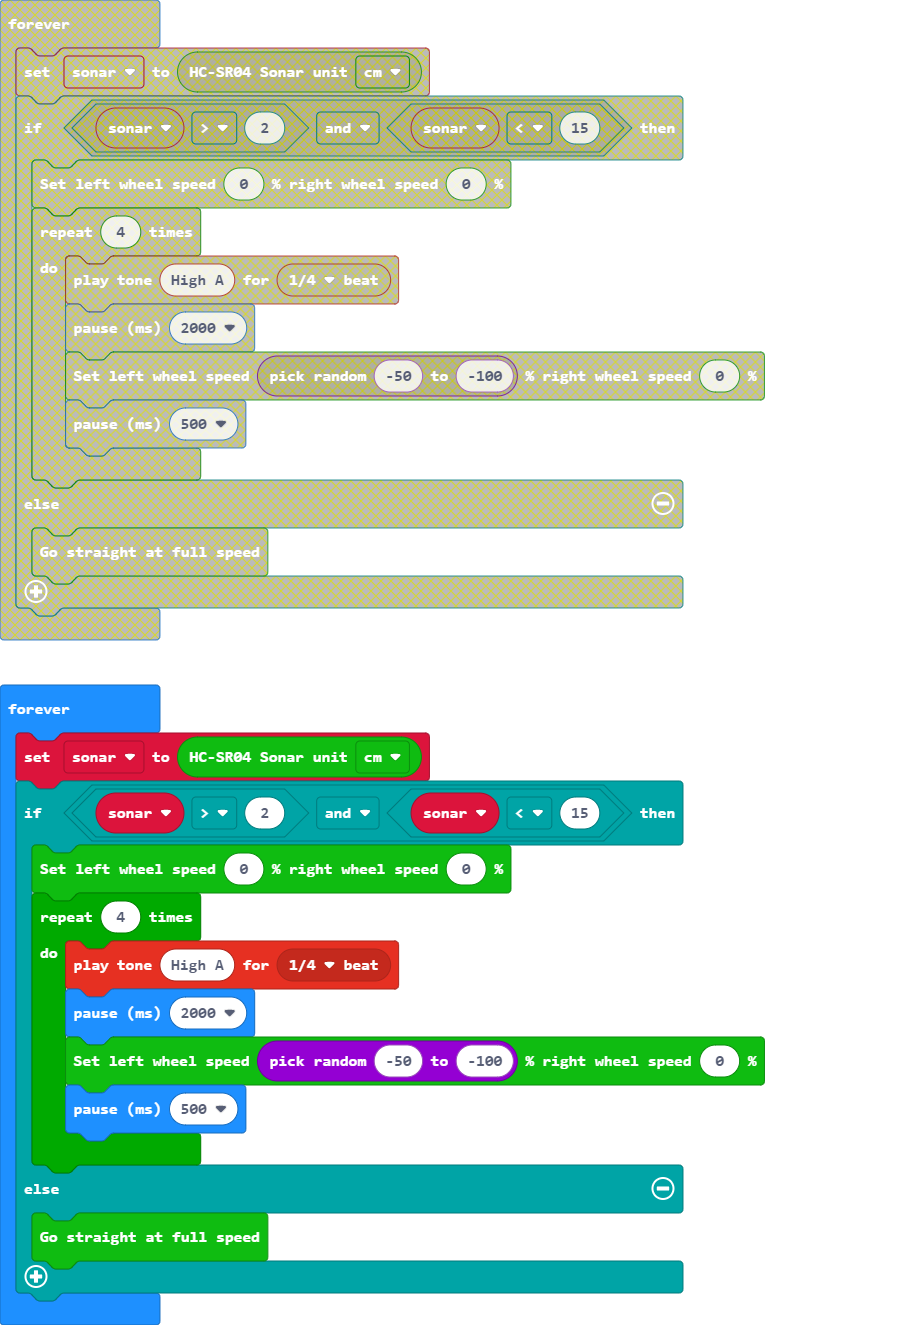 forever
set sonar to HC-SR04 Sonar unit cm
if sonar > 2 and sonar < 15 then
Set left wheel speed 0 % right wheel speed 0 %
repeat 4 times
do
play tone High A for 1/4 beat
pause (ms) 2000
Set left wheel speed pick random -50 to -100 % right wheel speed 0 %
pause (ms) 500
else
Go straight at full speed
forever
set sonar to HC-SR04 Sonar unit cm
if sonar > 2 and sonar < 15 then
Set left wheel speed 0 % right wheel speed 0 %
repeat 4 times
do
play tone High A for 1/4 beat
pause (ms) 2000
Set left wheel speed pick random -50 to -100 % right wheel speed 0 %
pause (ms) 500
else
Go straight at full speed